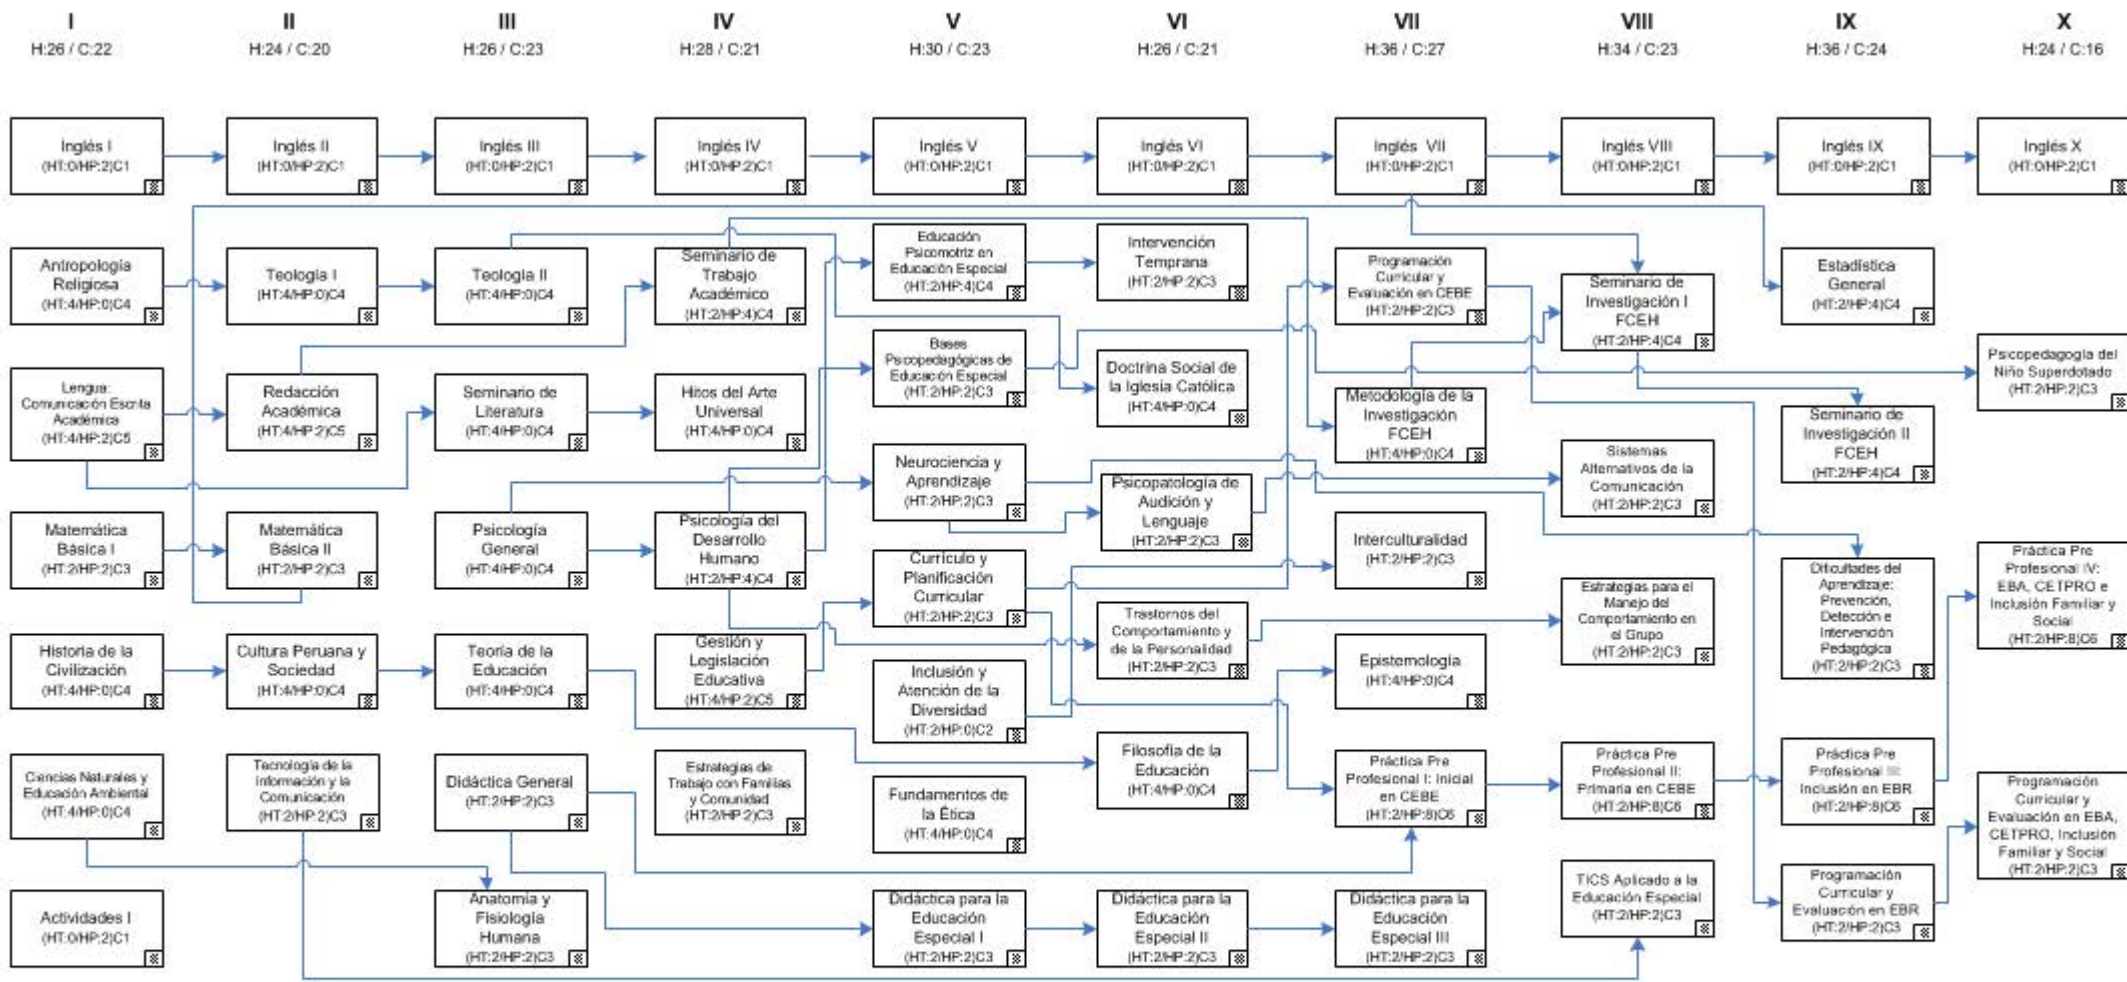 I
H:26 / C:22
II
H:24 / C:20
III
H:26 / C:23
IV
H:28 / C:21
V
H:30 / C:23
VI
H:26 / C:21
VII
H:36 / C:27
VIII
H:34 / C:23
IX
H:36 / C:24
X
H:24 / C:16
Inglés I
(HT:0/HP:2)C1
Antropología
Religiosa
(HT:4/HP:0)C4
Lengua:
Comunicación Escrita
Académica
(HT:4/HP:2)C5
Matemática
Básica I
(HT:2/HP:2)C3
Historia de la
Civilización
(HT:4/HP:0)C4
Ciencias Naturales y
Educación Ambiental
(HT:4/HP:0)C4
Actividades I
(HT:0/HP:2)C1
Inglés II
(HT:0/HP:2)C1
Teología I
(HT:4/HP:0)C4
Redacción
Académica
(HT:4/HP:2)C5
Matemática
Básica II
(HT:2/HP:2)C3
Cultura Peruana y
Sociedad
(HT:4/HP:0)C4
Tecnología de la
Información y la
Comunicación
(HT:2/HP:2)C3
Inglés III
(HT:0/HP:2)C1
Teología II
(HT:4/HP:0)C4
Seminario de
Literatura
(HT:4/HP:0)C4
Psicología
General
(HT:4/HP:0)C4
Teoría de la
Educación
(HT:4/HP:0)C4
Didáctica General
(HT:2/HP:2)C3
Anatomía y
Fisiología
Humana
(HT:2/HP:2)C3
Inglés IV
(HT:0/HP:2)C1
Seminario de
Trabajo
Académico
(HT:2/HP:4)C4
Hitos del Arte
Universal
(HT:4/HP:0)C4
Psicología del
Desarrollo
Humano
(HT:2/HP:4)C4
Gestión y
Legislación
Educativa
(HT:4/HP:2)C5
Estrategias de
Trabajo con Familias
y Comunidad
(HT:2/HP:2)C3
Inglés V
(HT:0/HP:2)C1
Educación
Psicomotriz en
Educación Especial
(HT:2/HP:4)C4
Bases
Psicopedagógicas de
Educación Especial
(HT:2/HP:2)C3
Neurociencia y
Aprendizaje
(HT:2/HP:2)C3
Currículo y
Planificación
Curricular
(HT:2/HP:2)C3
Inclusión y
Atención de la
Diversidad
(HT:2/HP:0)C2
Fundamentos de
la Ética
(HT:4/HP:0)C4
Didáctica para la
Educación
Especial I
(HT:2/HP:2)C3
Inglés VI
(HT:0/HP:2)C1
Intervención
Temprana
(HT:2/HP:2)C3
Doctrina Social de
la Iglesia Católica
(HT:4/HP:0)C4
Psicopatología de
Audición y
Lenguaje
(HT:2/HP:2)C3
Trastornos del
Comportamiento y
de la Personalidad
(HT:2/HP:2)C3
Filosofía de la
Educación
(HT:4/HP:0)C4
Didáctica para la
Educación
Especial II
(HT:2/HP:2)C3
Inglés VII
(HT:0/HP:2)C1
Programación
Curricular y
Evaluación en CEBE
(HT:2/HP:2)C3
Metodología de la
Investigación
FCEH
(HT:4/HP:0)C4
Interculturalidad
(HT:2/HP:2)C3
Epistemología
(HT:4/HP:0)C4
Práctica Pre
Profesional I: Inicial
en CEBE
(HT:2/HP:8)C6
Didáctica para la
Educación
Especial III
(HT:2/HP:2)C3
Inglés VIII
(HT:0/HP:2)C1
Seminario de
Investigación I
FCEH
(HT:2/HP:4)C4
Sistemas
Alternativos de la
Comunicación
(HT:2/HP:2)C3
Estrategias para el
Manejo del
Comportamiento en
el Grupo
(HT:2/HP:2)C3
Práctica Pre
Profesional II:
Primaria en CEBE
(HT:2/HP:8)C6
TICS Aplicado a la
Educación Especial
(HT:2/HP:2)C3
Inglés IX
(HT:0/HP:2)C1
Estadística
General
(HT:2/HP:4)C4
Seminario de
Investigación II
FCEH
(HT:2/HP:4)C4
Dificultades del
Aprendizaje:
Prevención,
Detección e
Intervención
Pedagógica
(HT:2/HP:2)C3
Práctica Pre
Profesional III:
Inclusión en EBR
(HT:2/HP:8)C6
Programación
Curricular y
Evaluación en EBR
(HT:2/HP:2)C3
Inglés X
(HT:0/HP:2)C1
Psicopedagogía del
Niño Superdotado
(HT:2/HP:2)C3
Práctica Pre
Profesional IV:
EBA, CETPRO e
Inclusión Familiar y
Social
(HT:2/HP:8)C6
Programación
Curricular y
Evaluación en EBA,
CETPRO, Inclusión
Familiar y Social
(HT:2/HP:2)C3